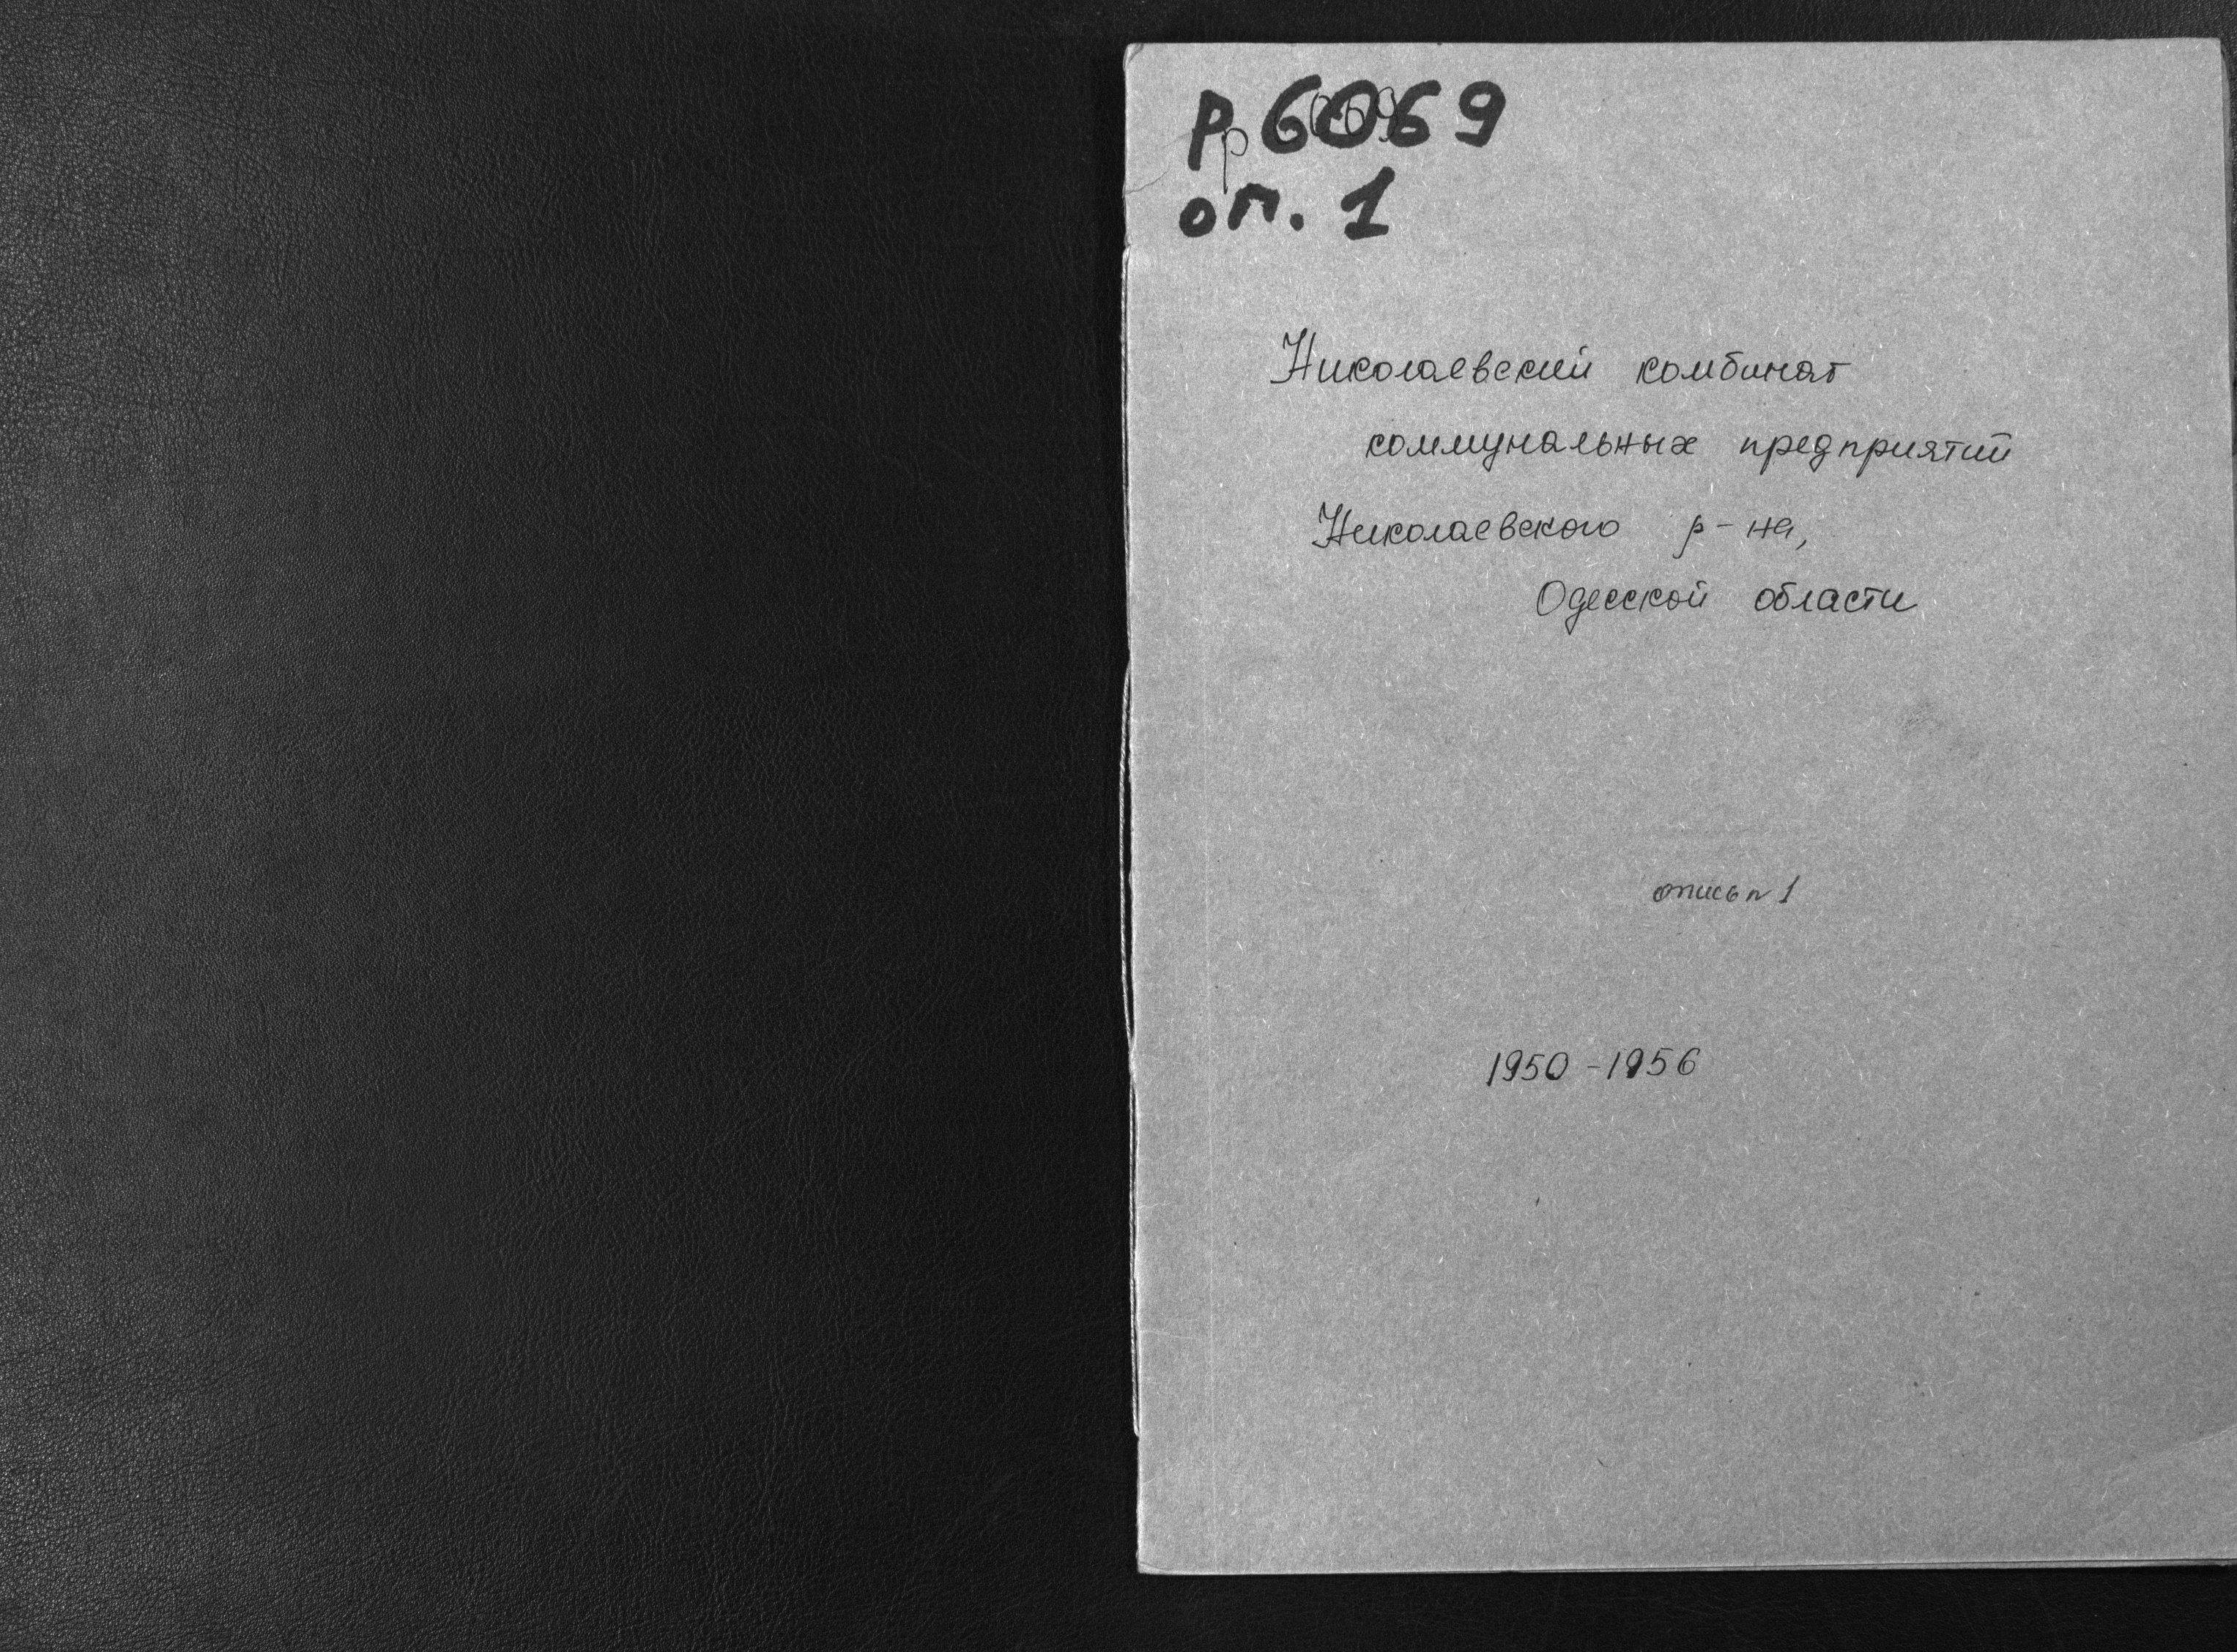 Р 6069
оп. 1
Николаевский комбинат
коммунальных предприятий
Николаевского р-на,
Одесской области
опись n 1
1950 - 1956